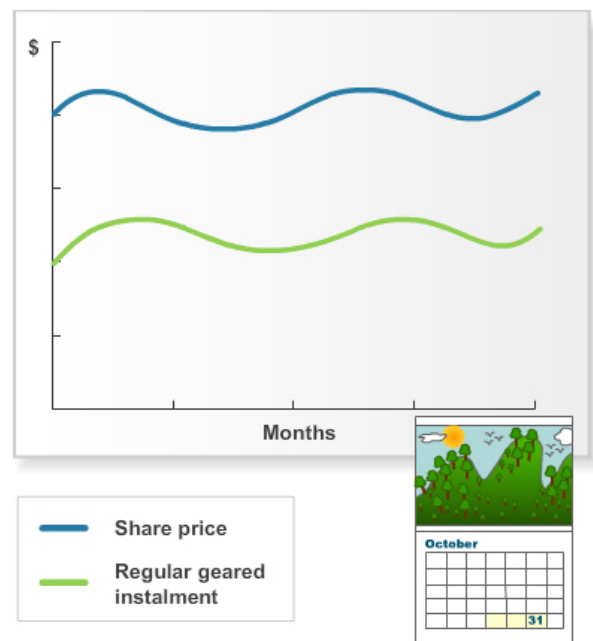 $
Months
Share price
Regular geared
instalment
October
31